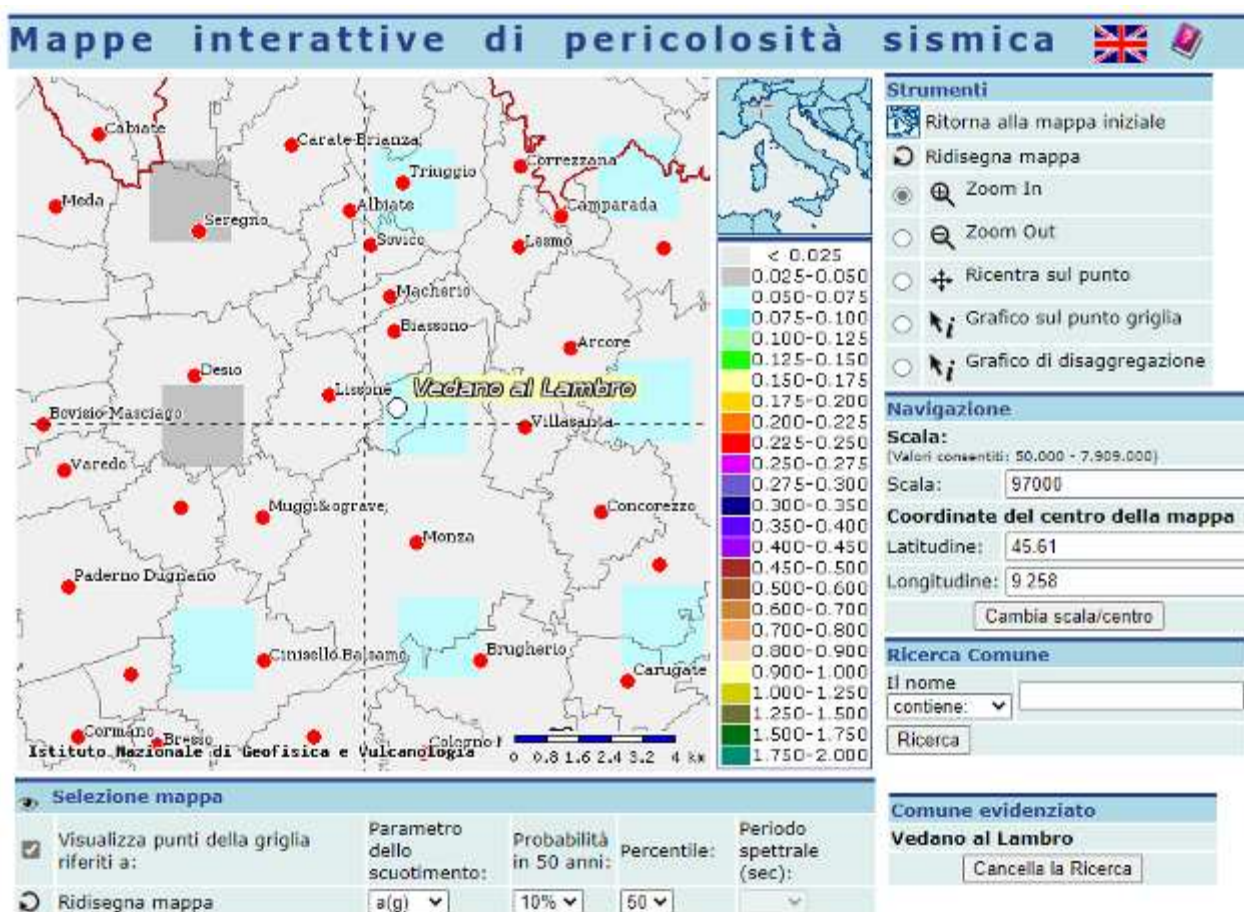 Mappe interattive di pericolosità sismica
Cabiate
Carate Brianza;
Triuggio
Correzzana
Meda
Albiate
Camparada
Seregno
Sovico
Lesmo
Macherio
Biassono
Arcore
Desio
Lissone
Vedano al Lambro
Bovisio-Masciago
Villasanta
Varedo
Muggi&ograve;
Concorezzo
Monza
Paderno Dugnano
Cinisello Balsamo
Brugherio
Carugate
Cormano
Bresso
Cologno M
Istituto Nazionale di Geofisica e Vulcanologia
0 0.8 1.6 2.4 3.2 4 km
< 0.025
0.025-0.050
0.050-0.075
0.075-0.100
0.100-0.125
0.125-0.150
0.150-0.175
0.175-0.200
0.200-0.225
0.225-0.250
0.250-0.275
0.275-0.300
0.300-0.350
0.350-0.400
0.400-0.450
0.450-0.500
0.500-0.600
0.600-0.700
0.700-0.800
0.800-0.900
0.900-1.000
1.000-1.250
1.250-1.500
1.500-1.750
1.750-2.000
Strumenti
Ritorna alla mappa iniziale
Ridisegna mappa
Zoom In
Zoom Out
Ricentra sul punto
Grafico sul punto griglia
Grafico di disaggregazione
Navigazione
Scala:
(Valori consentiti: 50.000 - 7.909.000)
Scala: 97000
Coordinate del centro della mappa
Latitudine: 45.61
Longitudine: 9.258
Cambia scala/centro
Ricerca Comune
Il nome
contiene:
Ricerca
Comune evidenziato
Vedano al Lambro
Cancella la Ricerca
Selezione mappa
Visualizza punti della griglia
riferiti a:
Parametro
dello
scuotimento:
Probabilità
in 50 anni:
Percentile:
Periodo
spettrale
(sec):
Ridisegna mappa
a(g) 10% 50